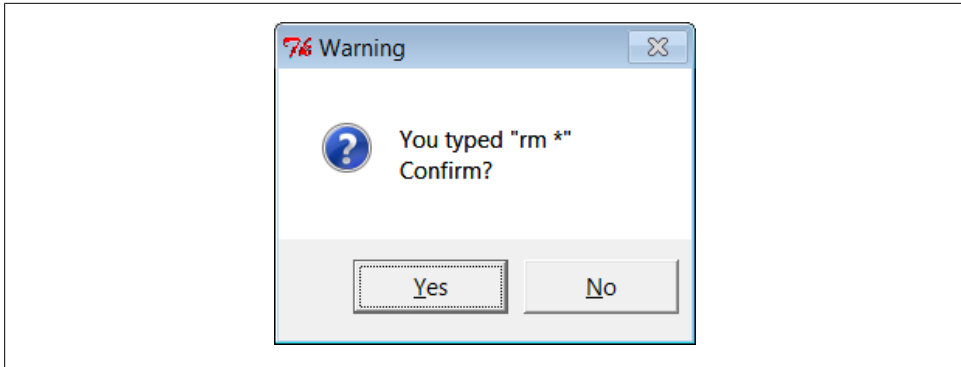 Warning
You typed "rm *"
Confirm?
Yes
No